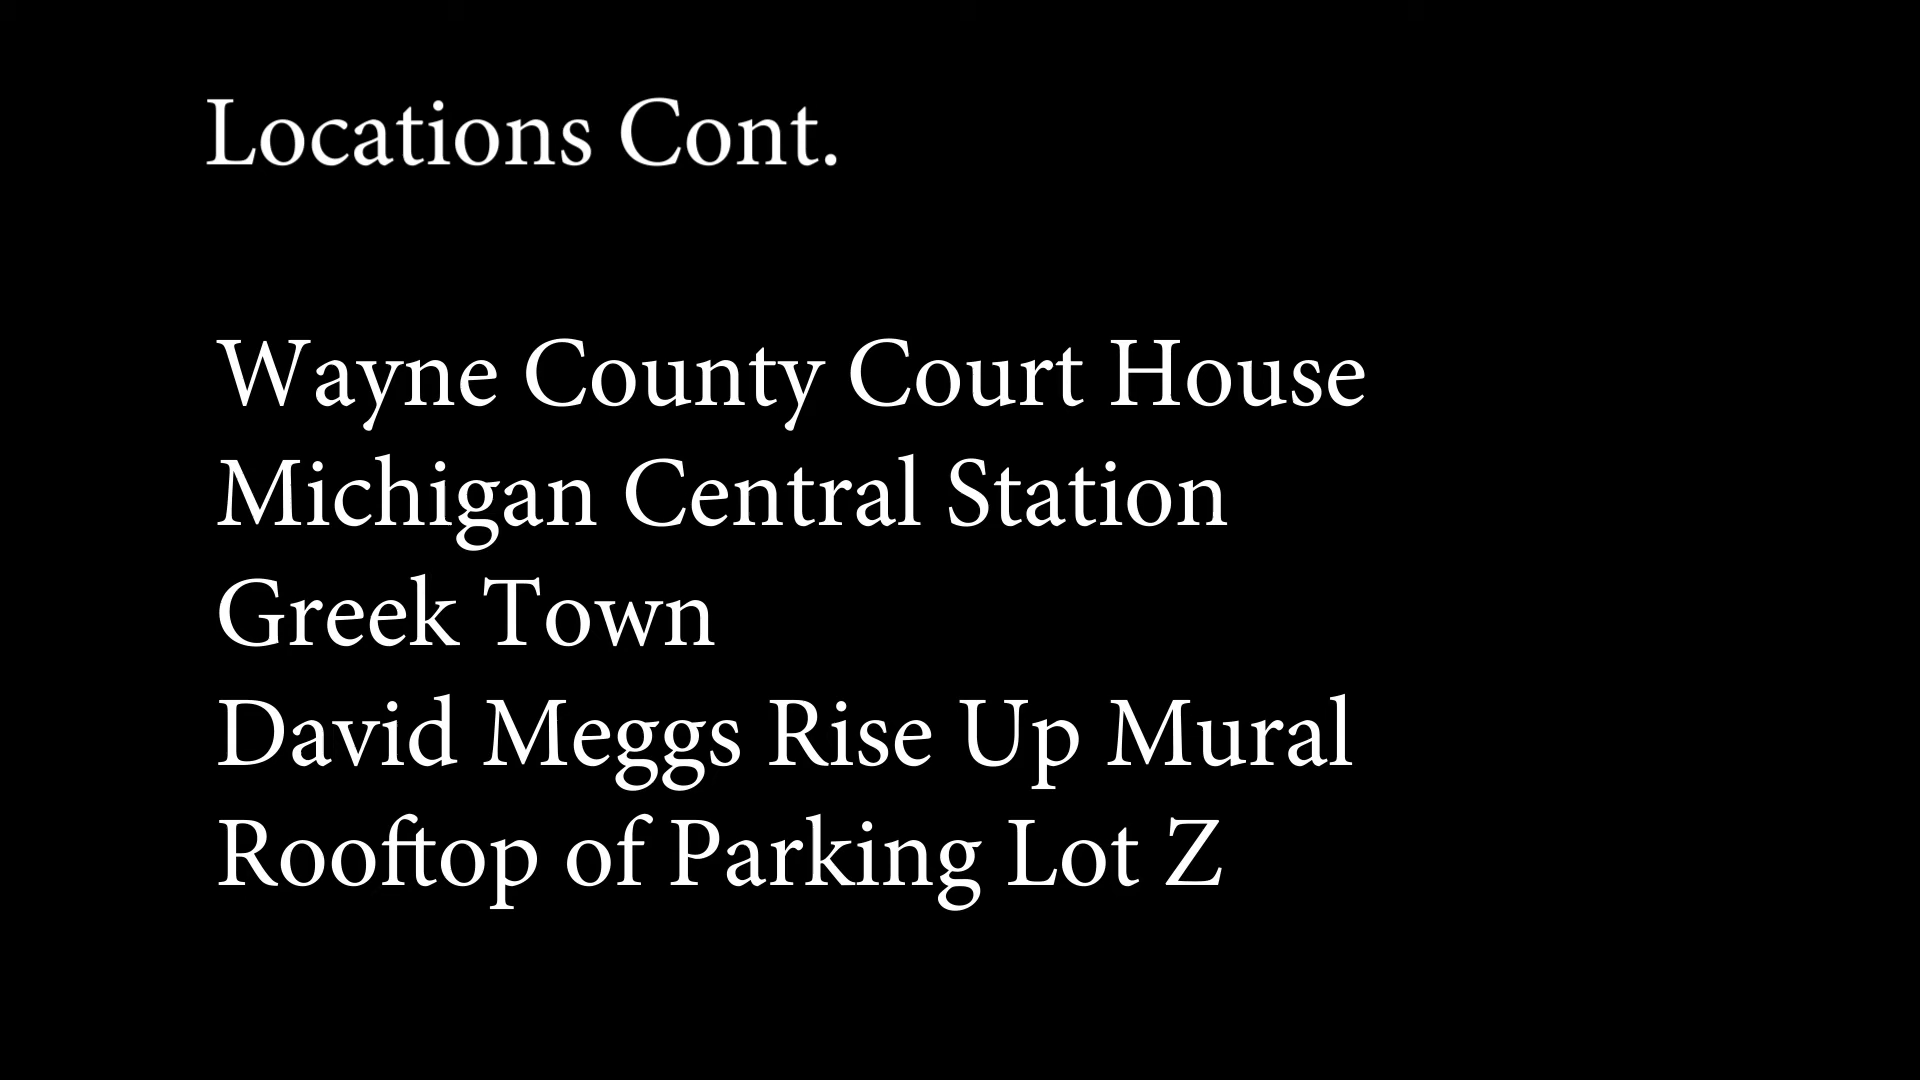 Locations Cont.
Wayne County Court House
Michigan Central Station
Greek Town
David Meggs Rise Up Mural
Rooftop of Parking Lot Z